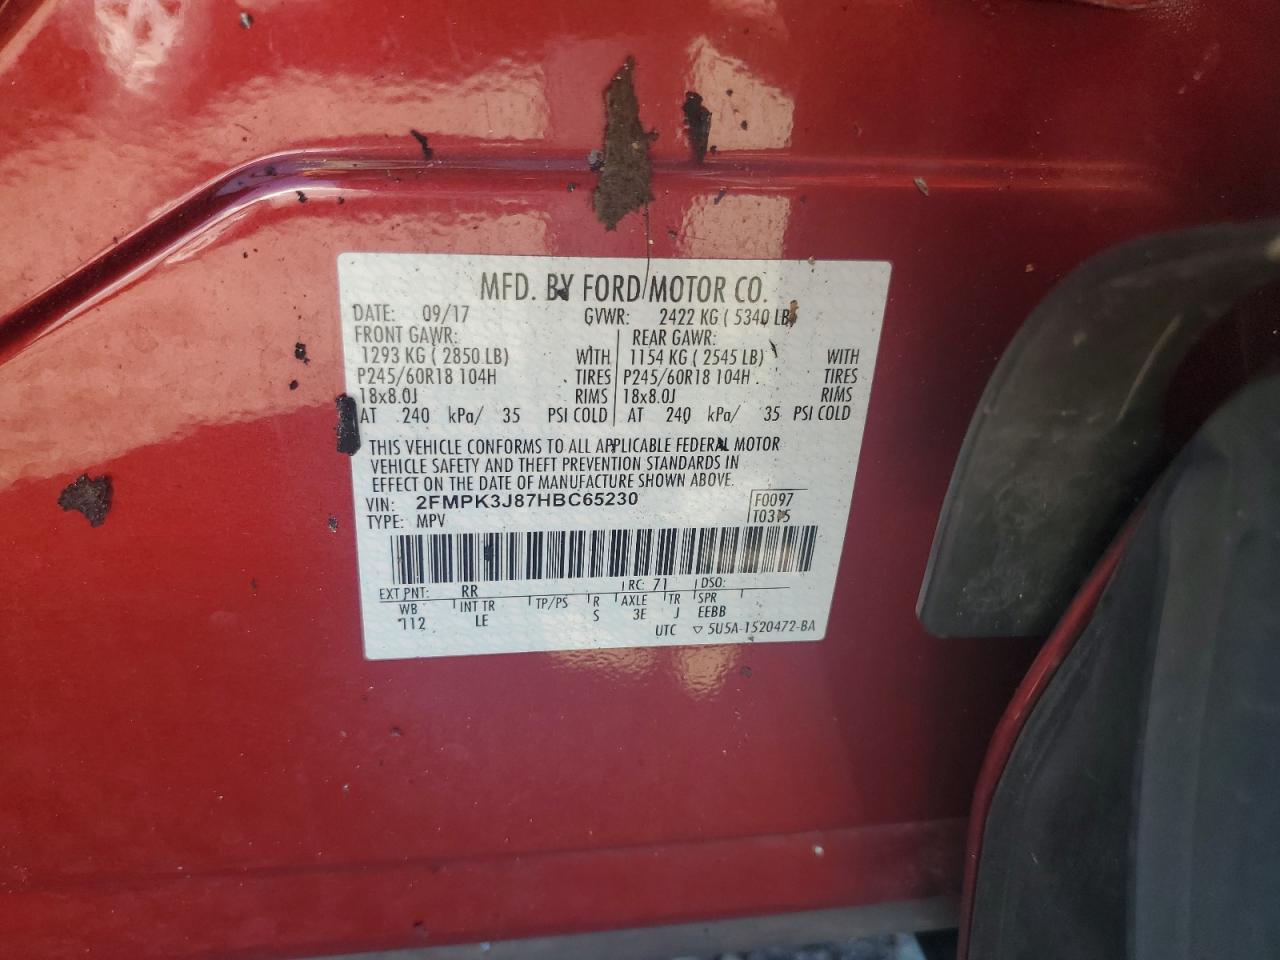 MFD. BY FORD MOTOR CO.
DATE: 09/17 GVWR: 2422 KG ( 5340 LB)
FRONT GAWR: REAR GAWR:
1293 KG ( 2850 LB) WITH 1154 KG ( 2545 LB) WITH
P245/60R18 104H TIRES P245/60R18 104H TIRES
18x8.0J RIMS 18x8.0J RIMS
AT 240 kPa/ 35 PSI COLD AT 240 kPa/ 35 PSI COLD
THIS VEHICLE CONFORMS TO ALL APPLICABLE FEDERAL MOTOR
VEHICLE SAFETY AND THEFT PREVENTION STANDARDS IN
EFFECT ON THE DATE OF MANUFACTURE SHOWN ABOVE.
VIN: 2FMPK3J87HBC65230 F0097
TYPE: MPV T0315
EXT PNT: RR RC: 71 DSO:
WB INT TR TP/PS R AXLE TR SPR
112 LE S 3E J EEBB
UTC ▽ 5U5A-1520472-BA